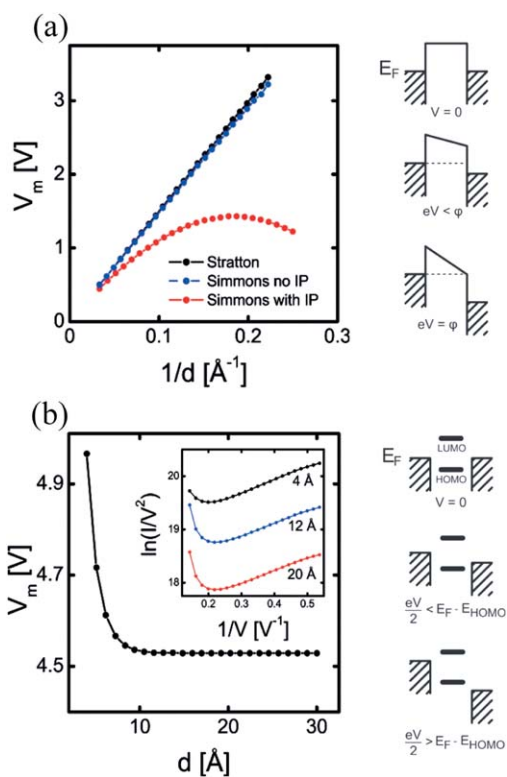 (a)
V_m [V]
3
2
1
0
0
0.1
0.2
0.3
1/d [Å⁻¹]
Stratton
Simmons no IP
Simmons with IP
E_F
V = 0
eV < φ
eV = φ
(b)
V_m [V]
4.9
4.7
4.5
10
20
30
d [Å]
ln(I/V²)
20
19
18
4 Å
12 Å
20 Å
0.2
0.3
0.4
0.5
1/V [V⁻¹]
E_F
LUMO
HOMO
V = 0
eV/2 < E_F - E_HOMO
eV/2 > E_F - E_HOMO